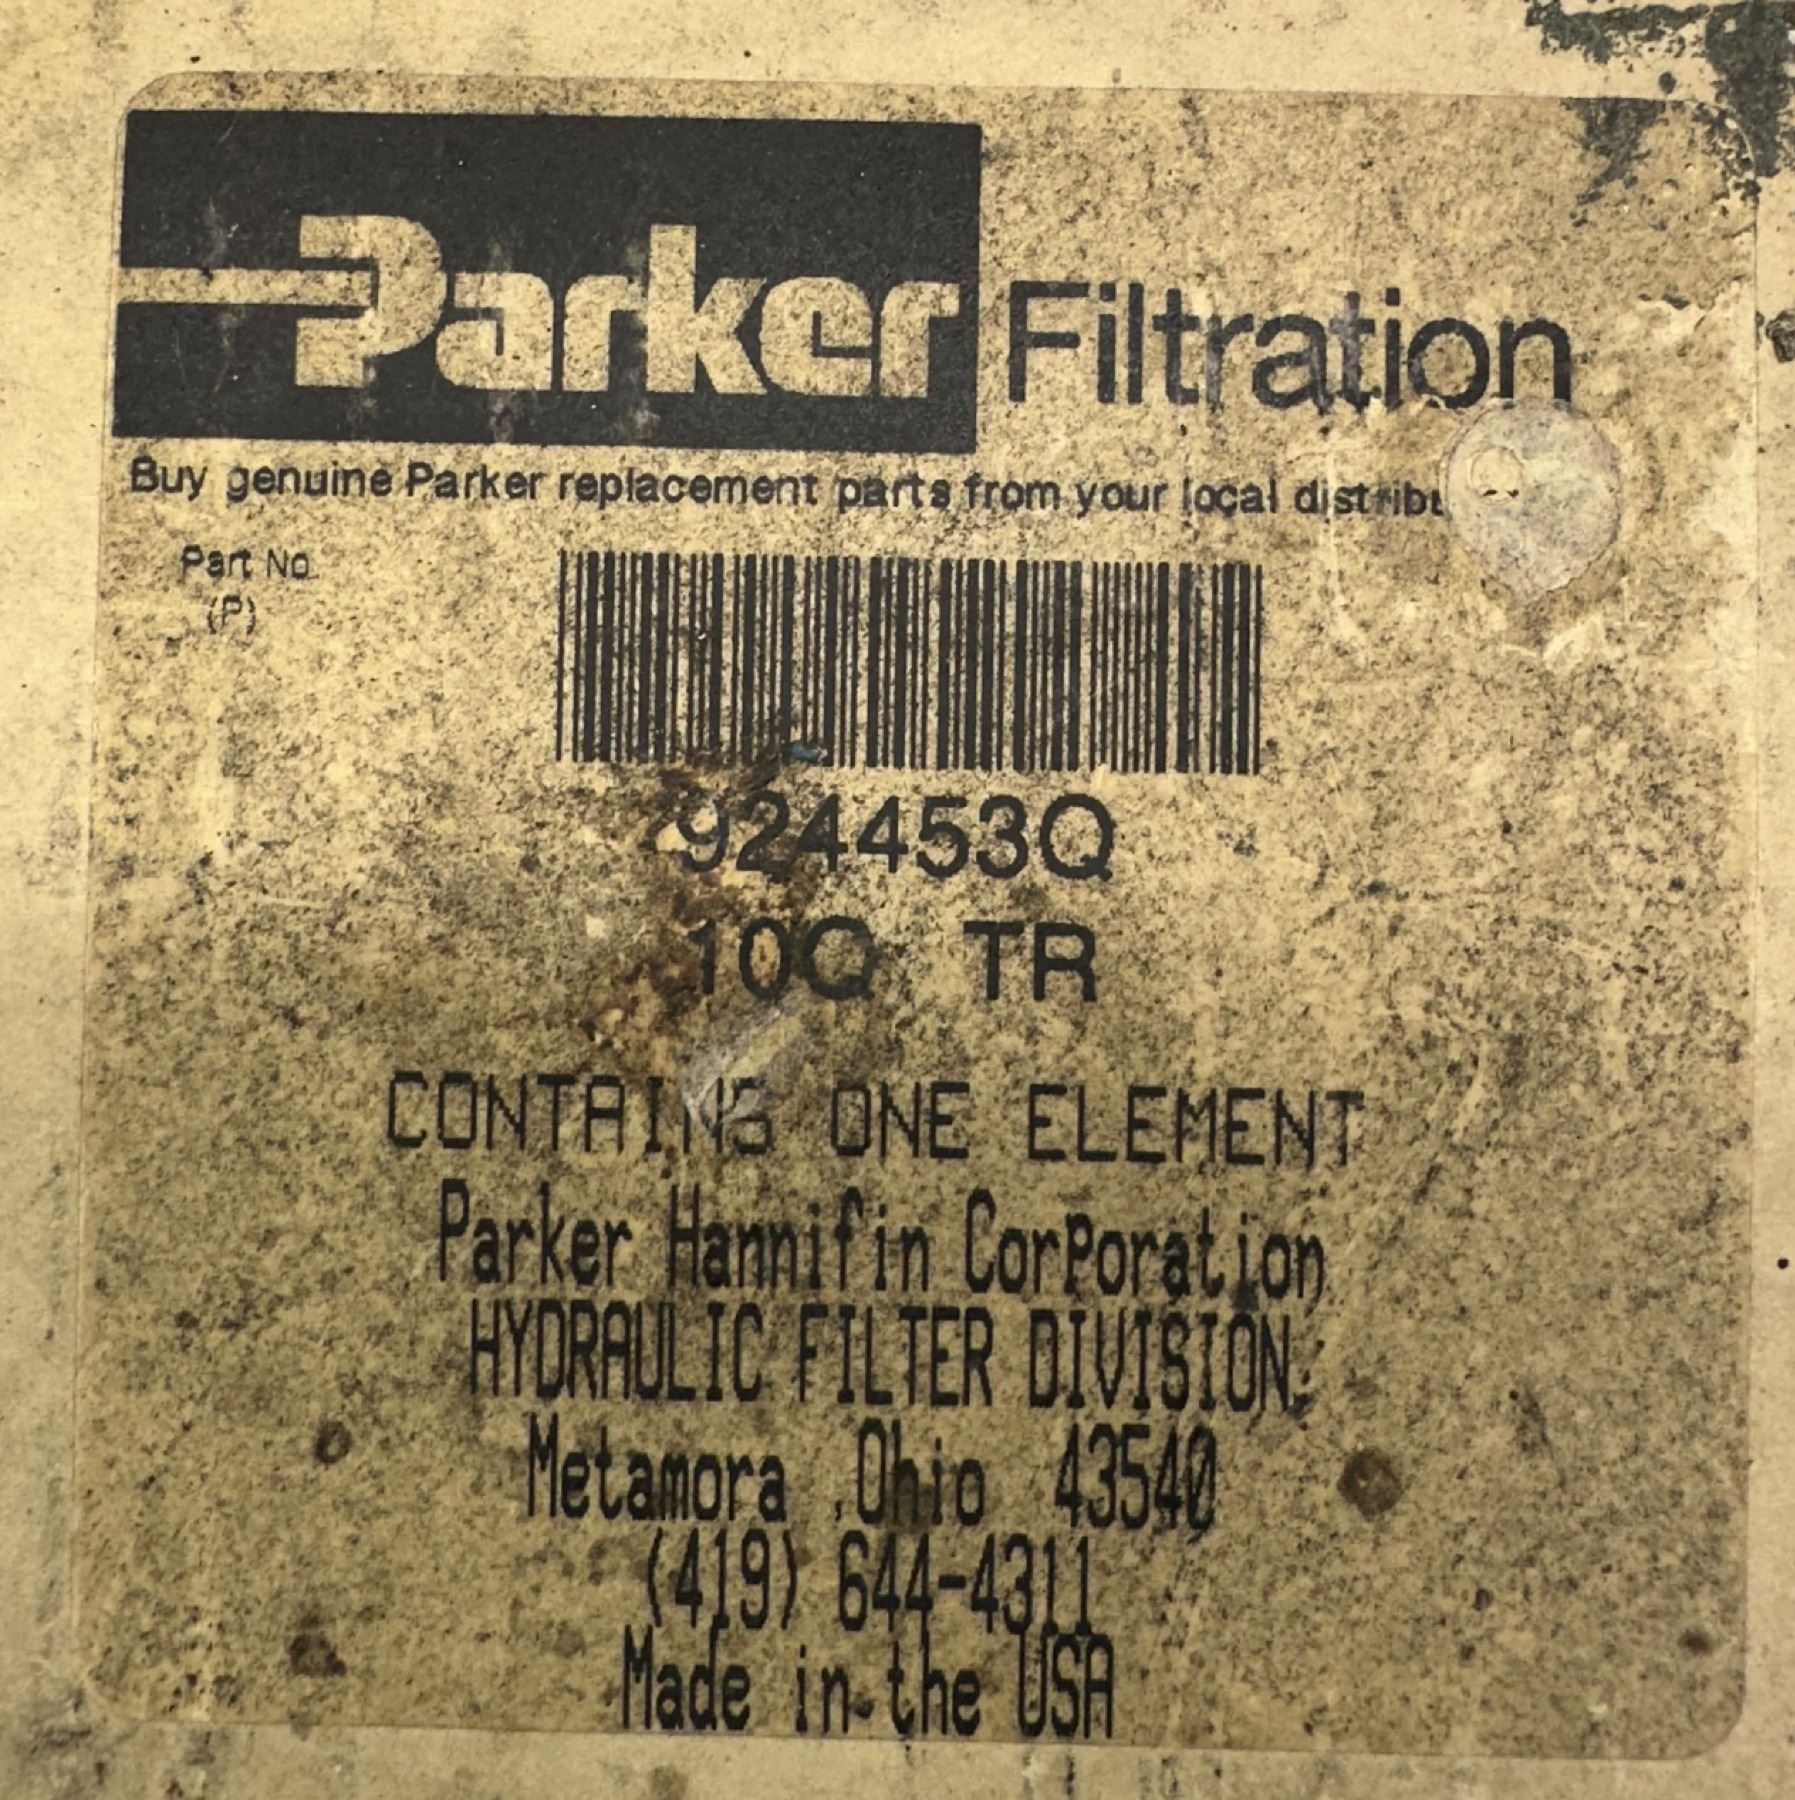 Parker Filtration
Buy genuine Parker replacement parts from your local
Part No.
(P)
924453Q
10Q TR
CONTAINS ONE ELEMENT
Parker Hannifin CorPoration
HYDRAULIC FILTER DIVISION
Metamora ,Ohio 43540
(419) 644-4311
Made in the USA